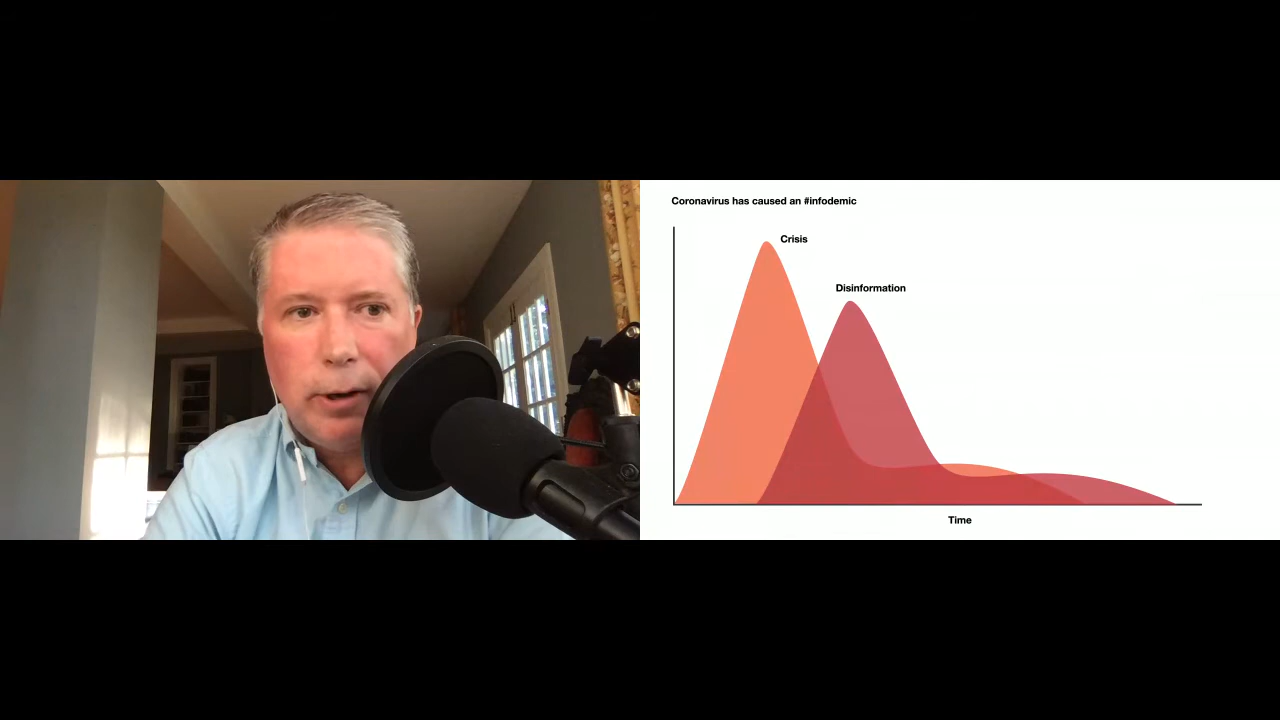 Coronavirus has caused an #infodemic
Crisis
Disinformation
Time